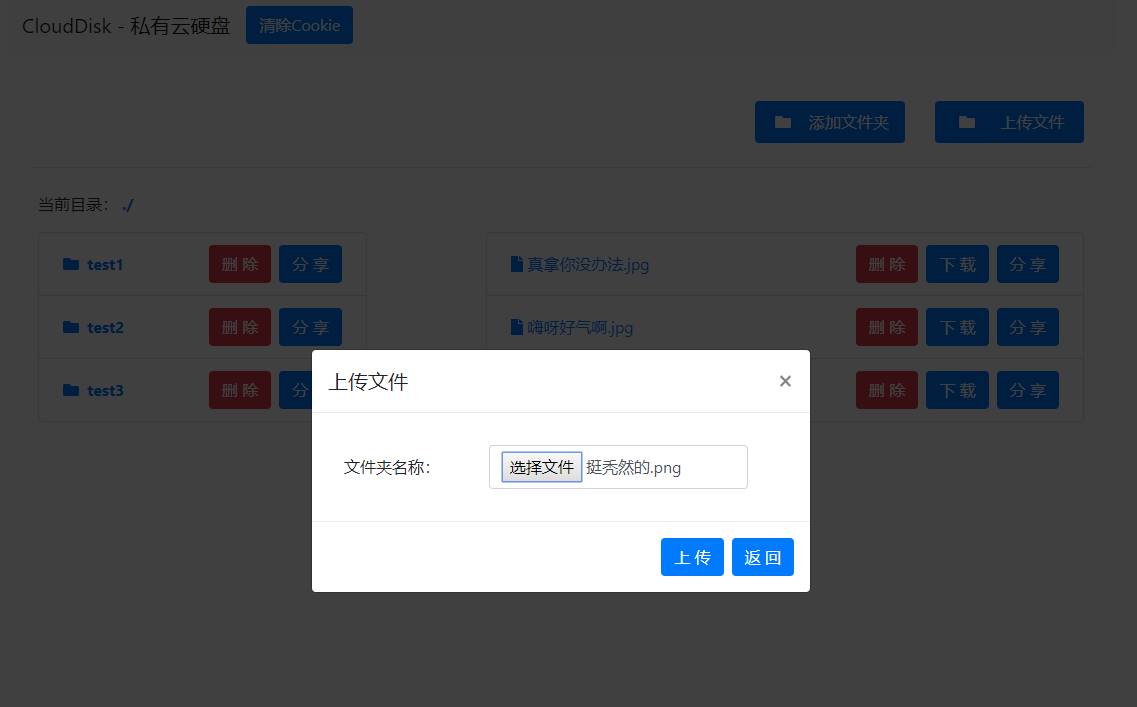 CloudDisk - 私有云硬盘 清除Cookie
添加文件夹 上传文件
当前目录： ./
test1 删 除 分 享 真拿你没办法.jpg 删 除 下 载 分 享
test2 删 除 分 享 嗨呀好气啊.jpg 删 除 下 载 分 享
test3 删 除 分 删 除 下 载 分 享
上传文件 ×
文件夹名称： 选择文件 挺秃然的.png
上 传 返 回